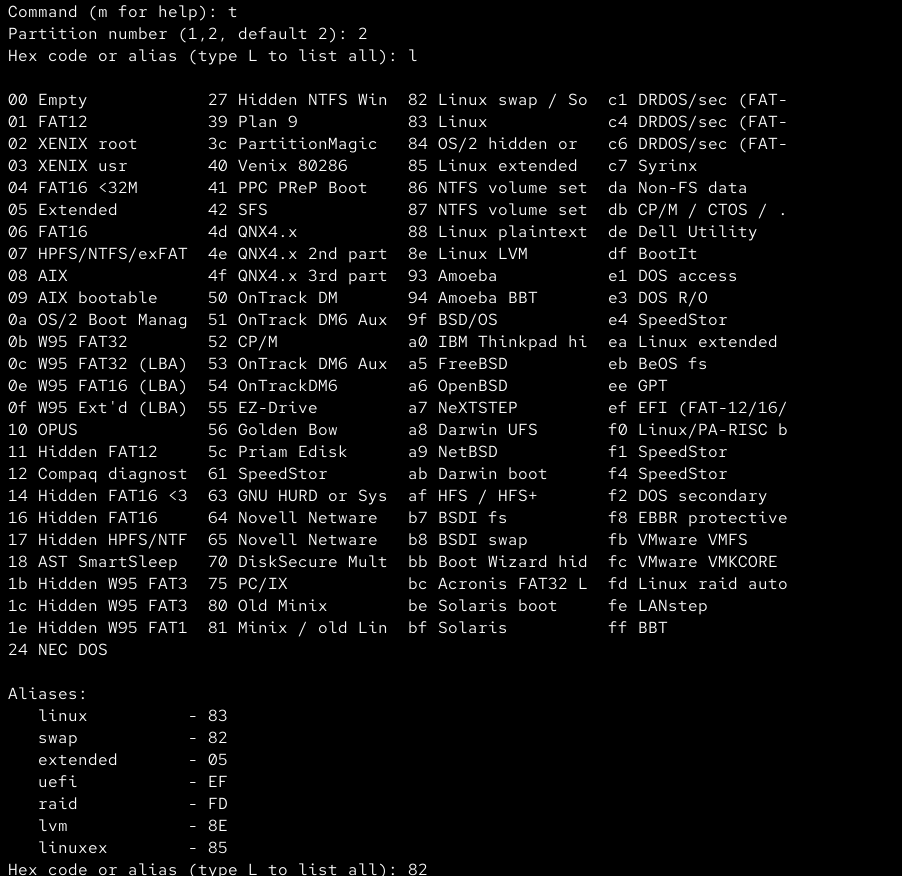 Command (m for help): t
Partition number (1,2, default 2): 2
Hex code or alias (type L to list all): l

00 Empty            27 Hidden NTFS Win  82 Linux swap / So  c1 DRDOS/sec (FAT-
01 FAT12            39 Plan 9           83 Linux            c4 DRDOS/sec (FAT-
02 XENIX root       3c PartitionMagic   84 OS/2 hidden or   c6 DRDOS/sec (FAT-
03 XENIX usr        40 Venix 80286      85 Linux extended   c7 Syrinx
04 FAT16 <32M       41 PPC PReP Boot    86 NTFS volume set  da Non-FS data
05 Extended         42 SFS              87 NTFS volume set  db CP/M / CTOS / .
06 FAT16            4d QNX4.x           88 Linux plaintext  de Dell Utility
07 HPFS/NTFS/exFAT  4e QNX4.x 2nd part  8e Linux LVM        df BootIt
08 AIX              4f QNX4.x 3rd part  93 Amoeba           e1 DOS access
09 AIX bootable     50 OnTrack DM       94 Amoeba BBT       e3 DOS R/O
0a OS/2 Boot Manag  51 OnTrack DM6 Aux  9f BSD/OS           e4 SpeedStor
0b W95 FAT32        52 CP/M             a0 IBM Thinkpad hi  ea Linux extended
0c W95 FAT32 (LBA)  53 OnTrack DM6 Aux  a5 FreeBSD          eb BeOS fs
0e W95 FAT16 (LBA)  54 OnTrackDM6       a6 OpenBSD          ee GPT
0f W95 Ext'd (LBA)  55 EZ-Drive         a7 NeXTSTEP         ef EFI (FAT-12/16/
10 OPUS             56 Golden Bow       a8 Darwin UFS       f0 Linux/PA-RISC b
11 Hidden FAT12     5c Priam Edisk      a9 NetBSD           f1 SpeedStor
12 Compaq diagnost  61 SpeedStor        ab Darwin boot      f4 SpeedStor
14 Hidden FAT16 <3  63 GNU HURD or Sys  af HFS / HFS+       f2 DOS secondary
16 Hidden FAT16     64 Novell Netware   b7 BSDI fs          f8 EBBR protective
17 Hidden HPFS/NTF  65 Novell Netware   b8 BSDI swap        fb VMware VMFS
18 AST SmartSleep   70 DiskSecure Mult  bb Boot Wizard hid  fc VMware VMKCORE
1b Hidden W95 FAT3  75 PC/IX            bc Acronis FAT32 L  fd Linux raid auto
1c Hidden W95 FAT3  80 Old Minix        be Solaris boot     fe LANstep
1e Hidden W95 FAT1  81 Minix / old Lin  bf Solaris          ff BBT
24 NEC DOS

Aliases:
   linux          - 83
   swap           - 82
   extended       - 05
   uefi           - EF
   raid           - FD
   lvm            - 8E
   linuxex        - 85
Hex code or alias (type L to list all): 82